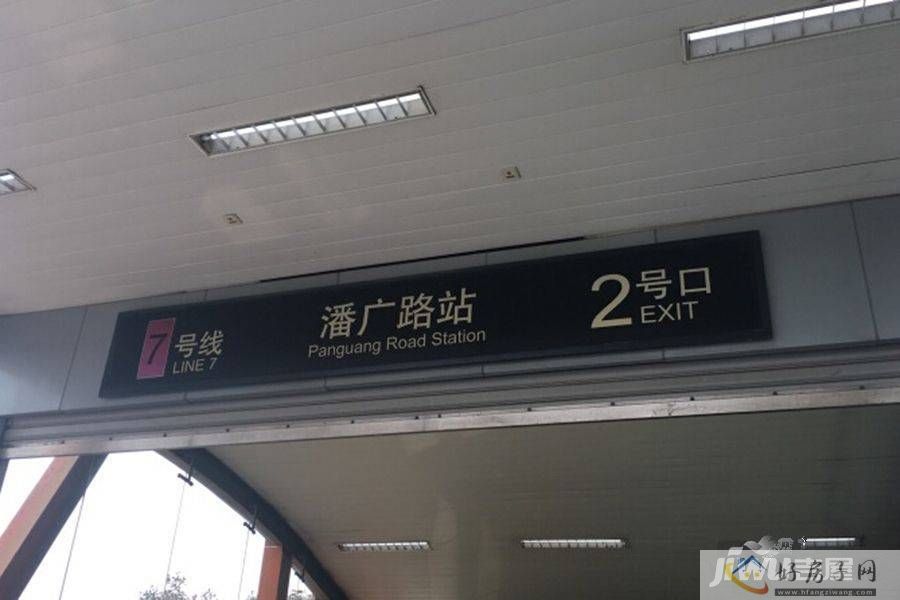 7号线
LINE 7
潘广路站
Panguang Road Station
2号口
EXIT
好房子网
www.hfangziwang.com